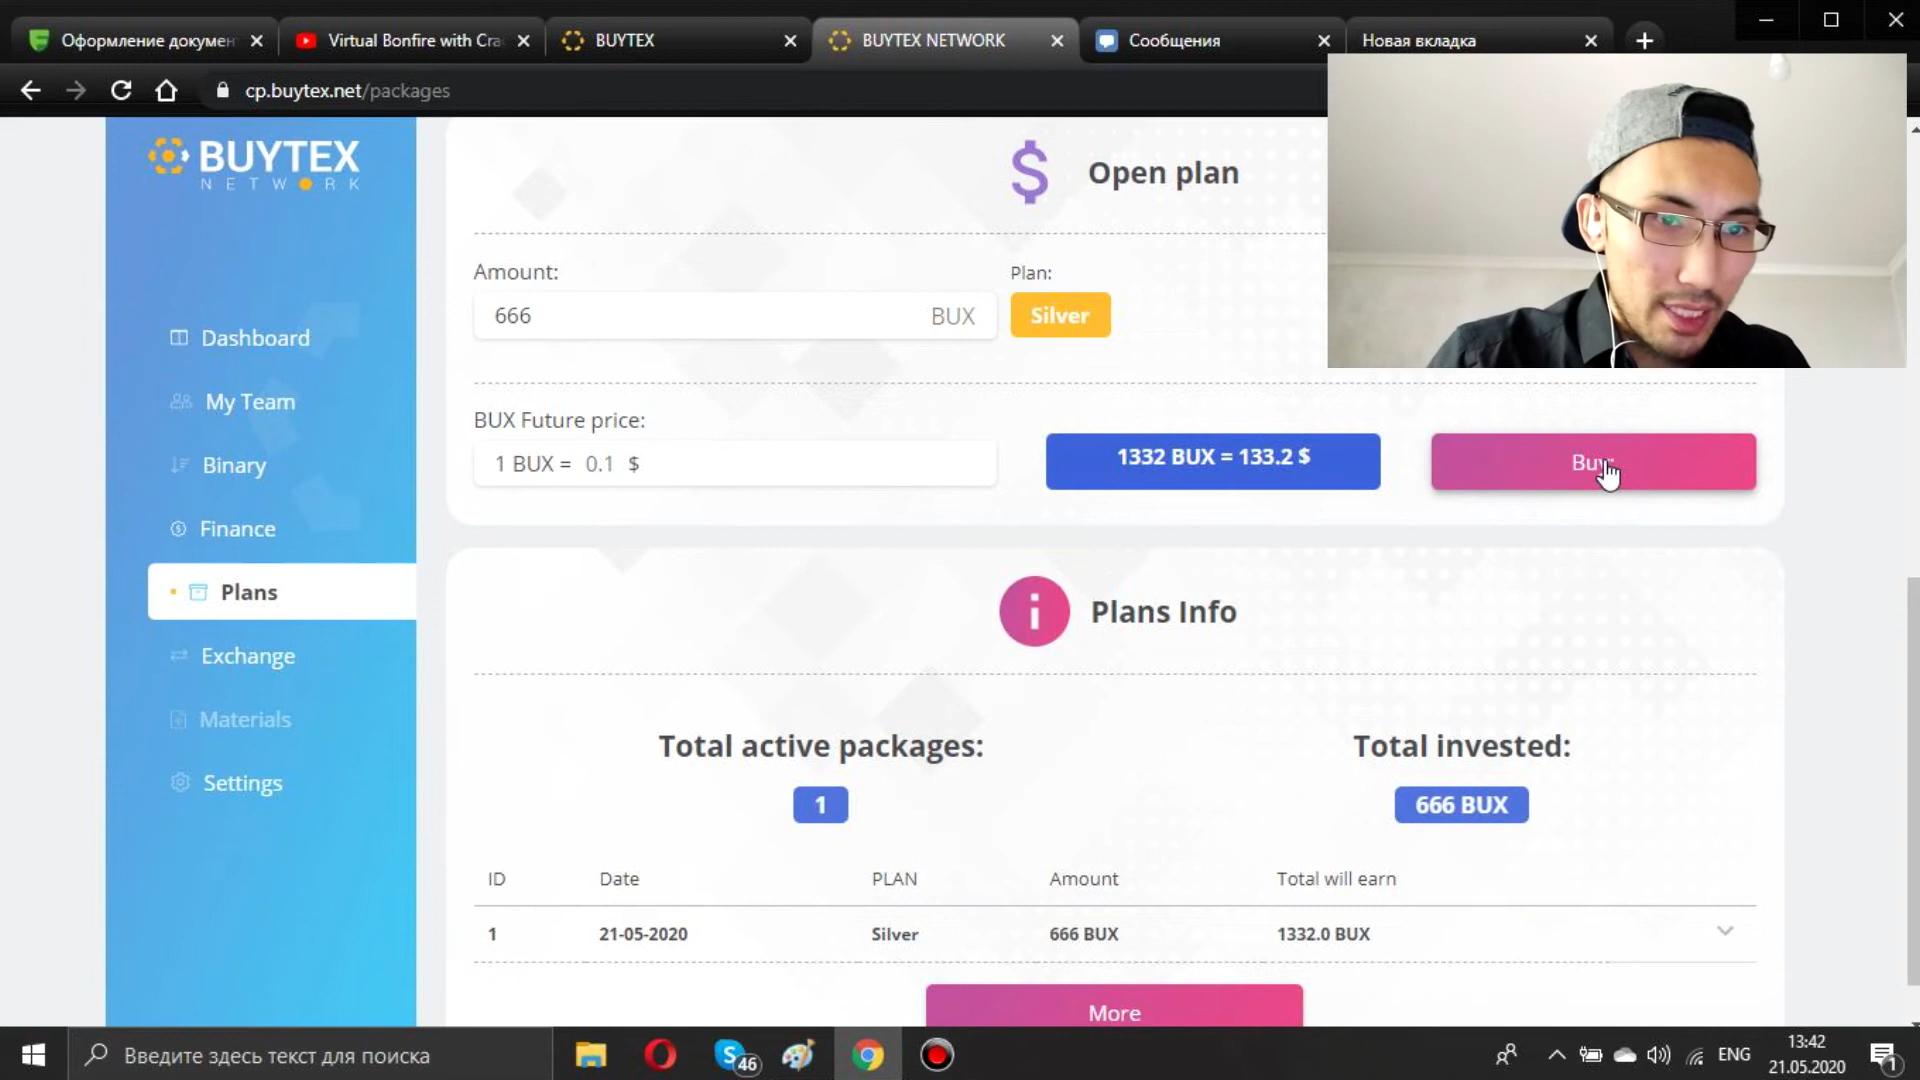 Оформление докумен
Virtual Bonfire with Cra
BUYTEX
BUYTEX NETWORK
Сообщения
Новая вкладка
cp.buytex.net/packages
BUYTEX
NETWORK
Dashboard
My Team
Binary
Finance
Plans
Exchange
Materials
Settings
Open plan
Amount:
Plan:
666 BUX
Silver
BUX Future price:
1 BUX = 0.1 $
1332 BUX = 133.2 $
Buy
Plans Info
Total active packages:
Total invested:
1
666 BUX
ID Date PLAN Amount Total will earn
1 21-05-2020 Silver 666 BUX 1332.0 BUX
More
Введите здесь текст для поиска
S 46
ENG
13:42
21.05.2020
1